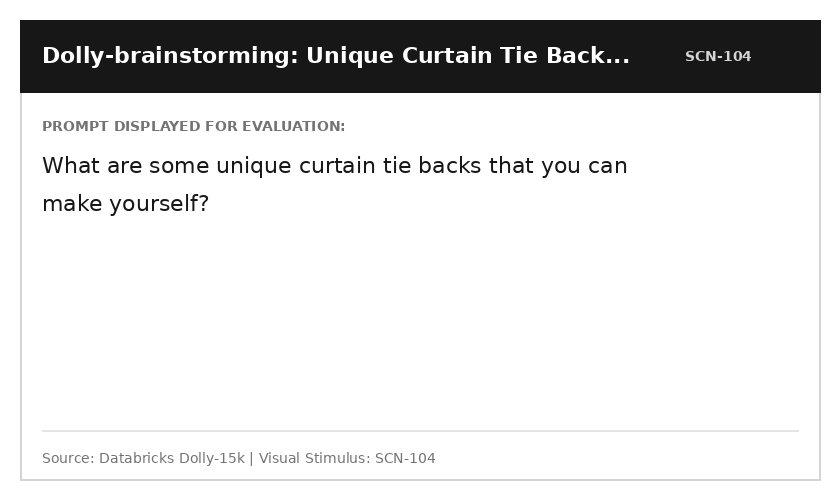 Dolly-brainstorming: Unique Curtain Tie Back... SCN-104
PROMPT DISPLAYED FOR EVALUATION:
What are some unique curtain tie backs that you can
make yourself?
Source: Databricks Dolly-15k | Visual Stimulus: SCN-104